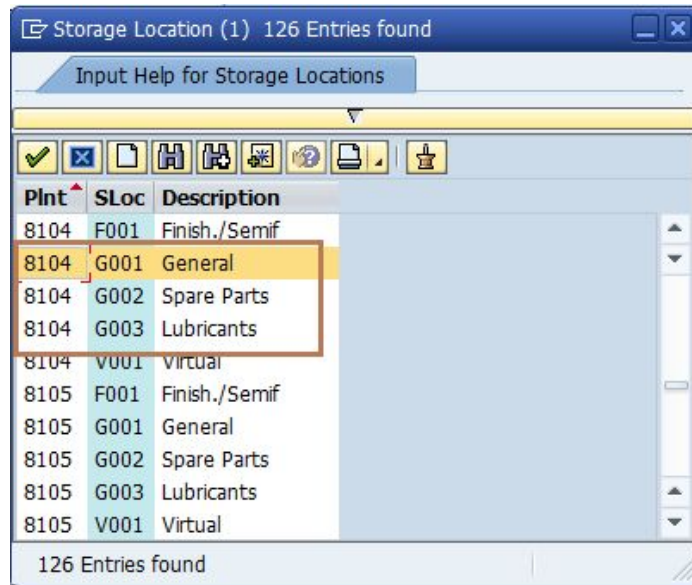 Storage Location (1) 126 Entries found
Input Help for Storage Locations
Plnt SLoc Description
8104 F001 Finish./Semif
8104 G001 General
8104 G002 Spare Parts
8104 G003 Lubricants
8104 V001 Virtual
8105 F001 Finish./Semif
8105 G001 General
8105 G002 Spare Parts
8105 G003 Lubricants
8105 V001 Virtual
126 Entries found